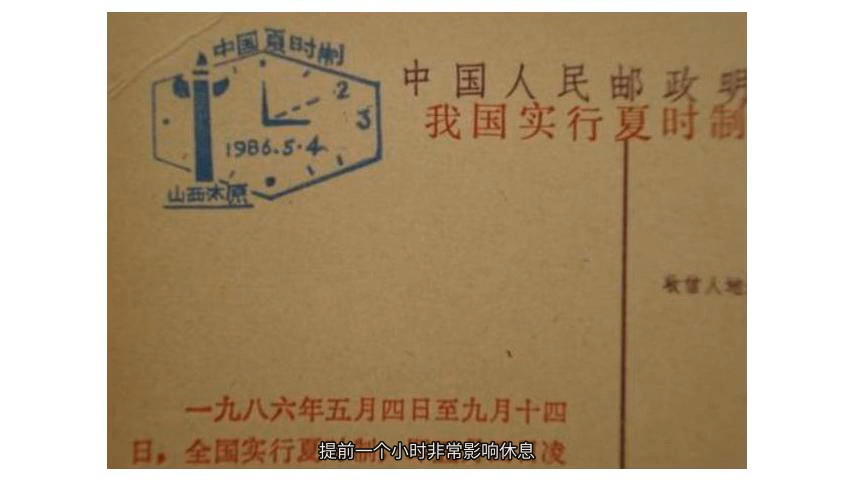 中国夏时制
2
3
1986.5.4
山西太原
中国人民邮政明
我国实行夏时制
收信人地
一九八六年五月四日至九月十四
日，全国实行夏
凌
提前一个小时非常影响休息